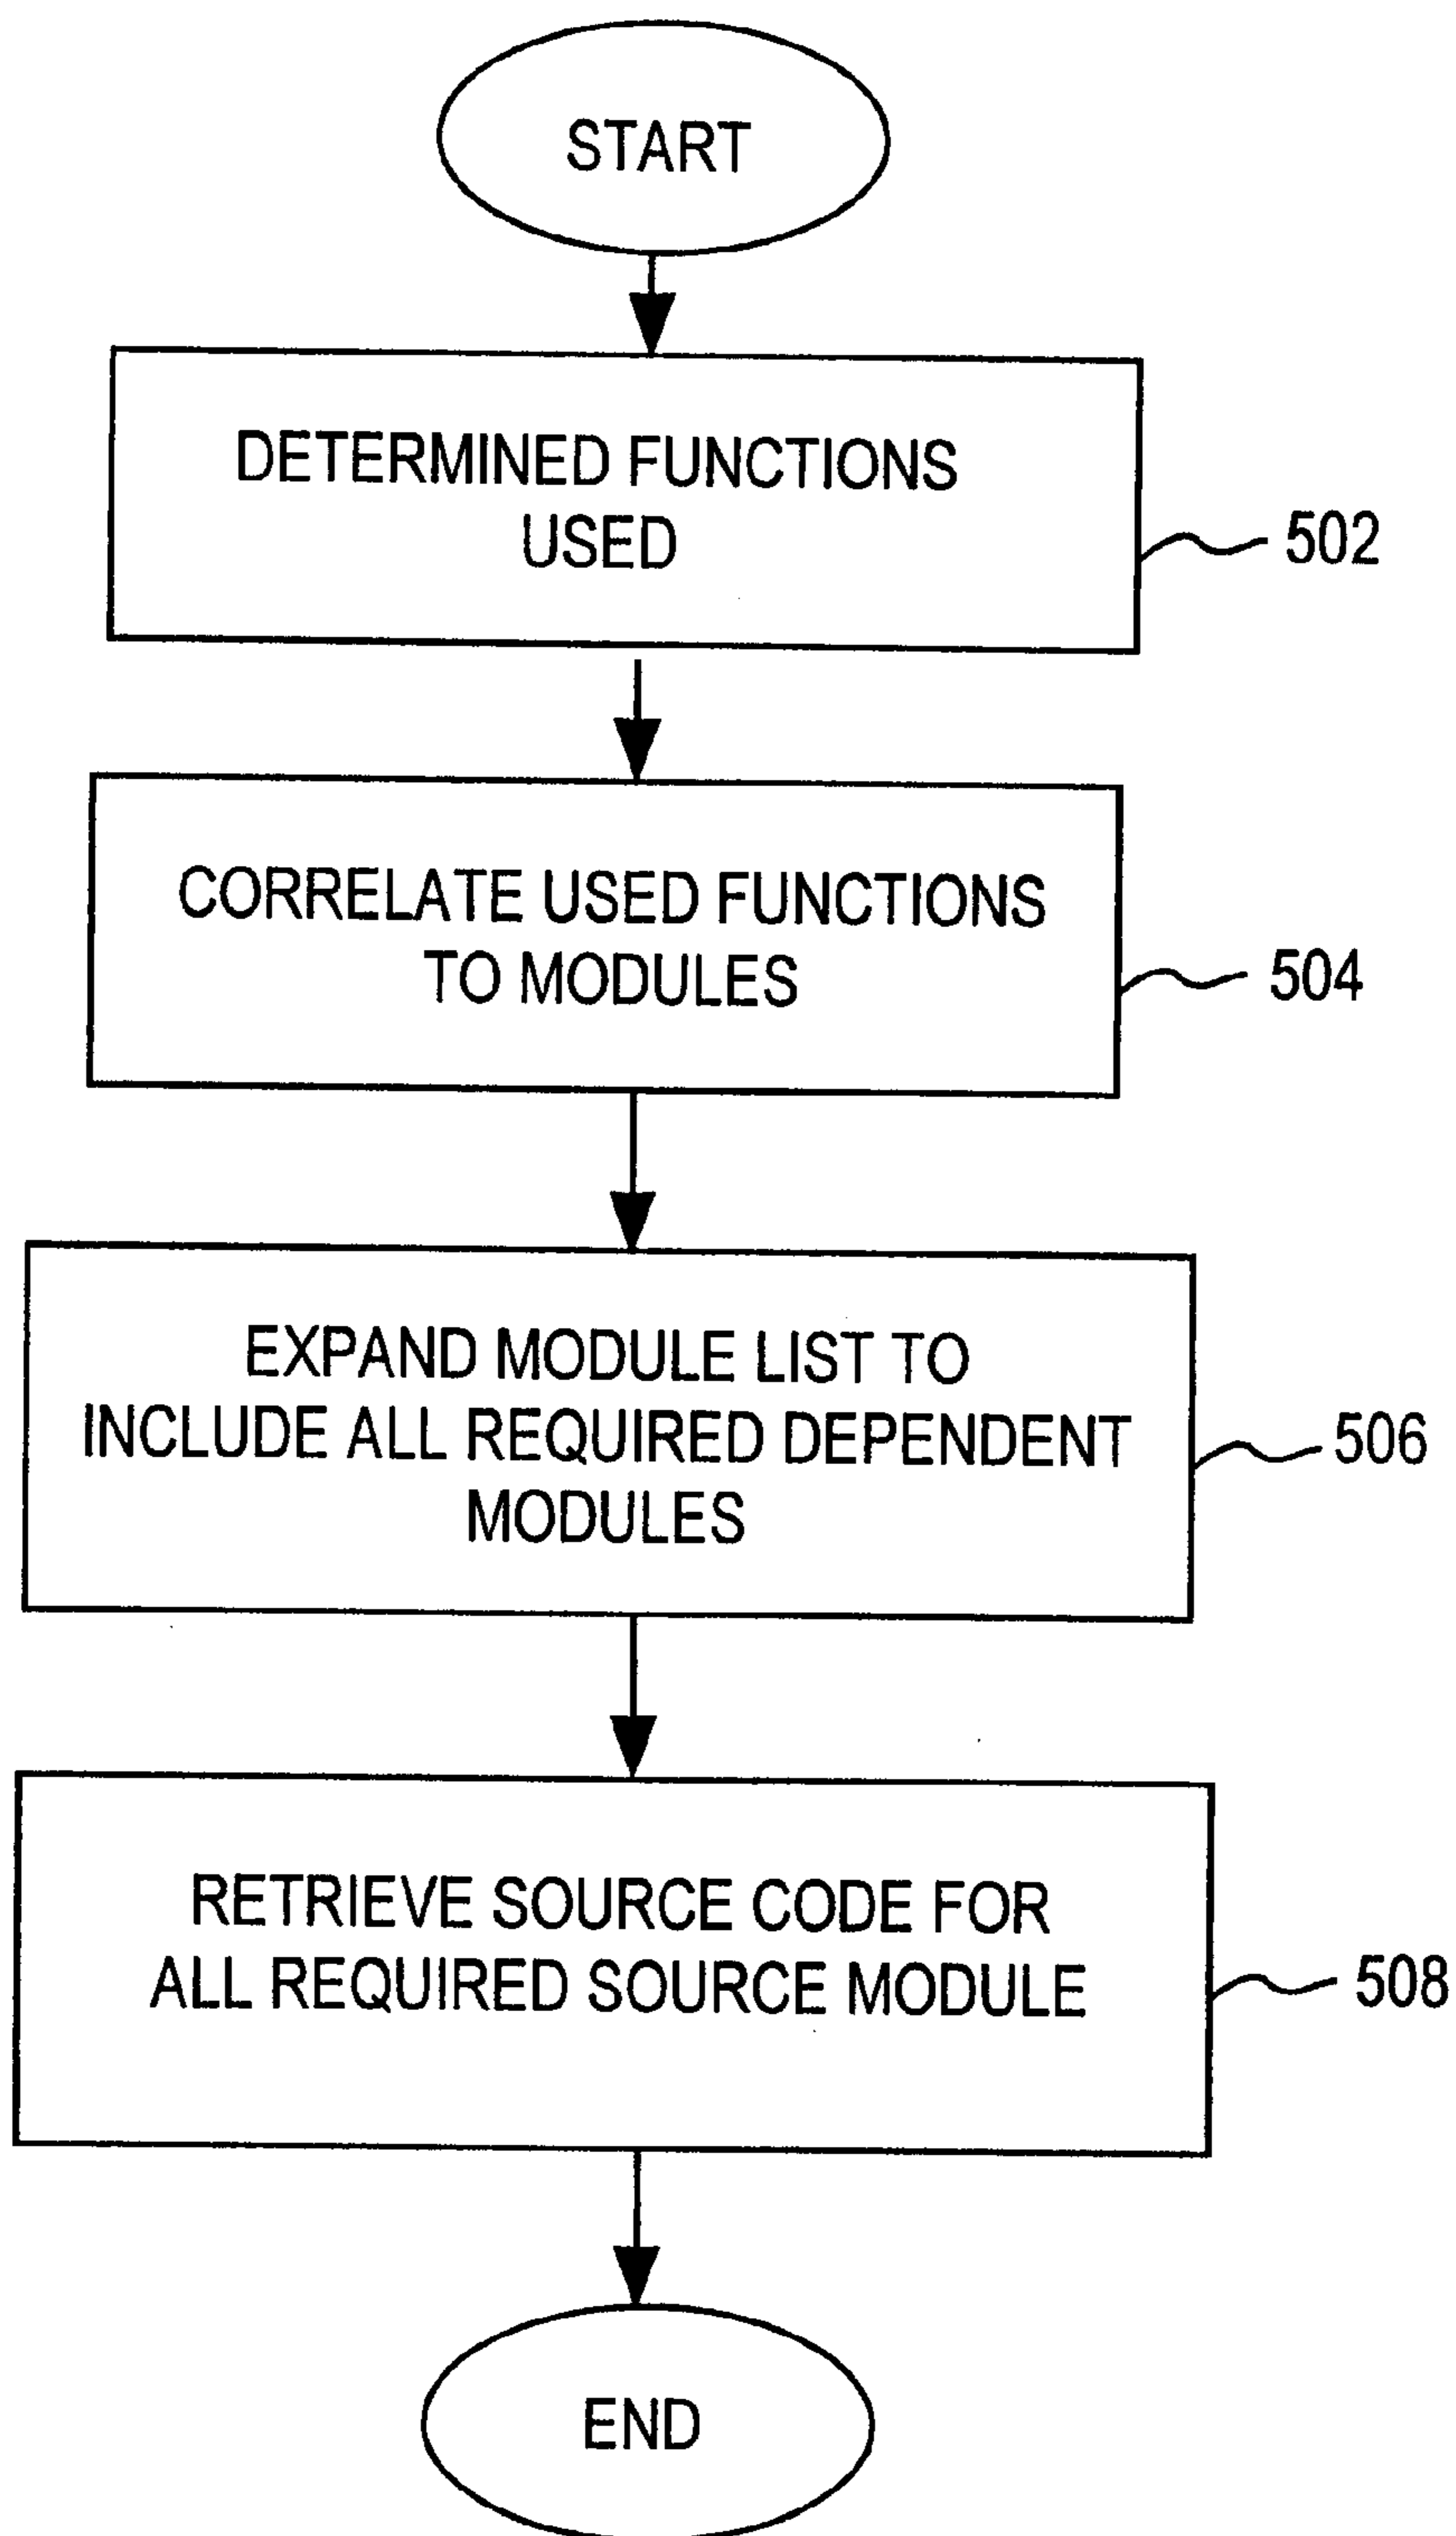 START
DETERMINED FUNCTIONS
USED
502
CORRELATE USED FUNCTIONS
TO MODULES
504
EXPAND MODULE LIST TO
INCLUDE ALL REQUIRED DEPENDENT
MODULES
506
RETRIEVE SOURCE CODE FOR
ALL REQUIRED SOURCE MODULE
508
END